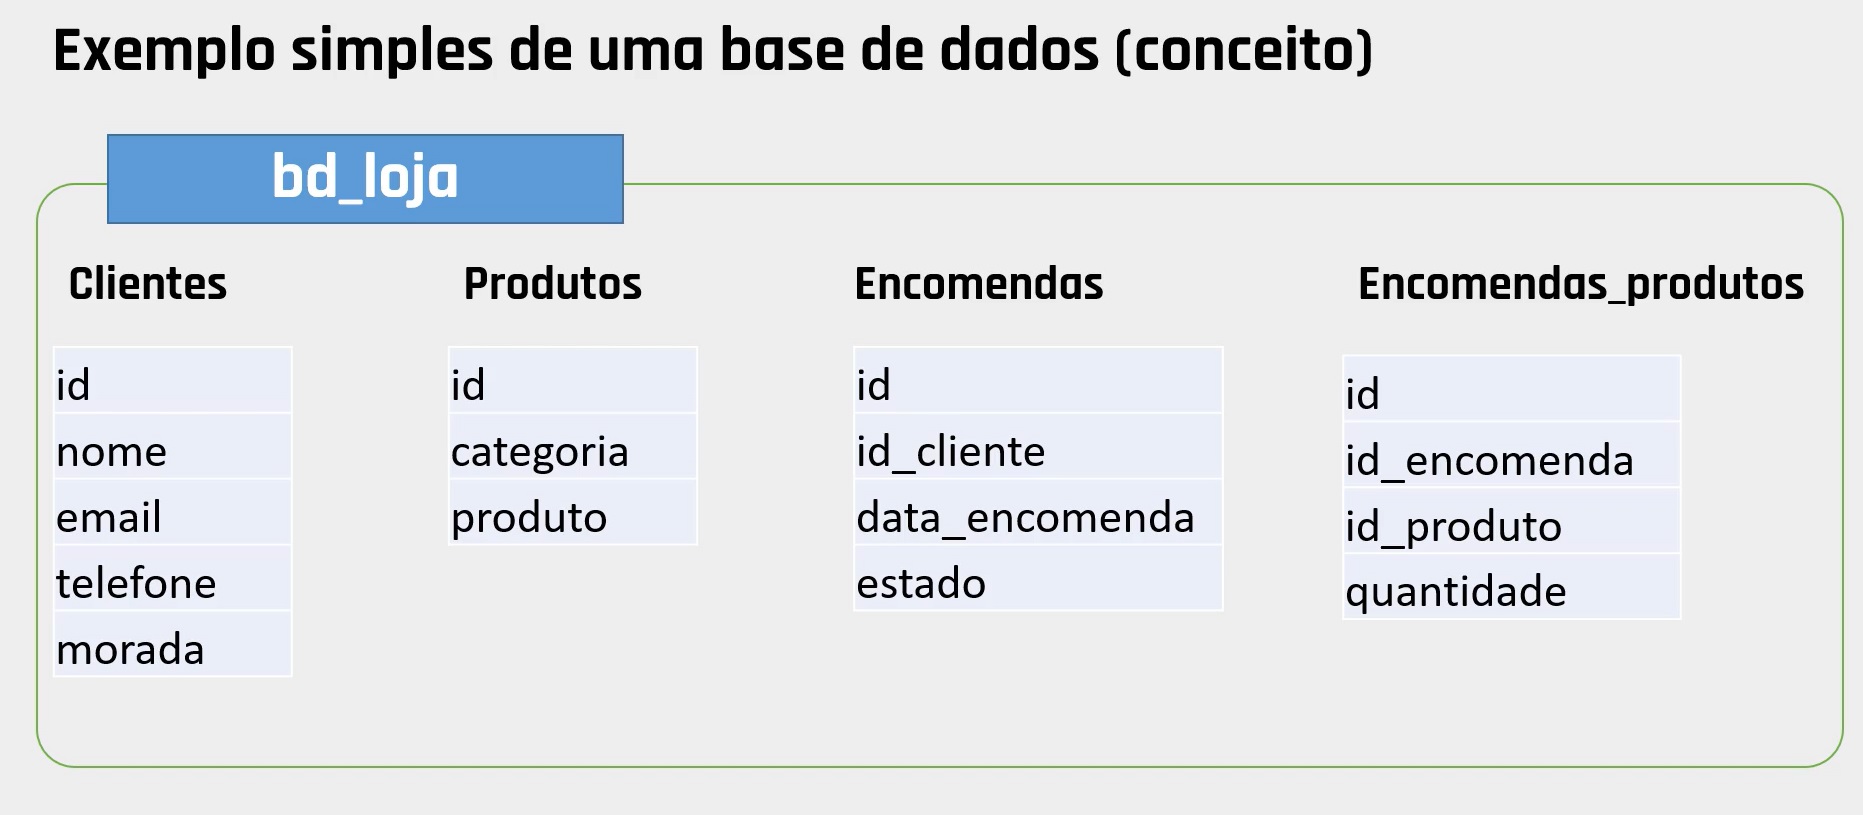 Exemplo simples de uma base de dados (conceito)
bd_loja
Clientes
id
nome
email
telefone
morada
Produtos
id
categoria
produto
Encomendas
id
id_cliente
data_encomenda
estado
Encomendas_produtos
id
id_encomenda
id_produto
quantidade